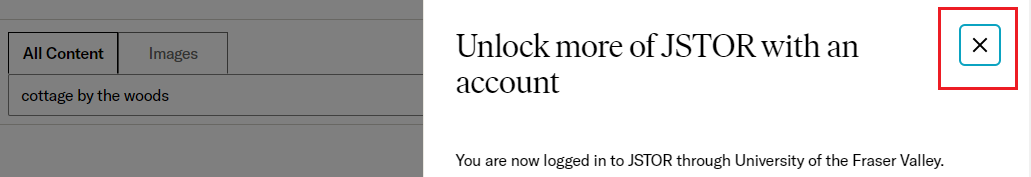 All Content
Images
cottage by the woods
Unlock more of JSTOR with an
account
You are now logged in to JSTOR through University of the Fraser Valley.